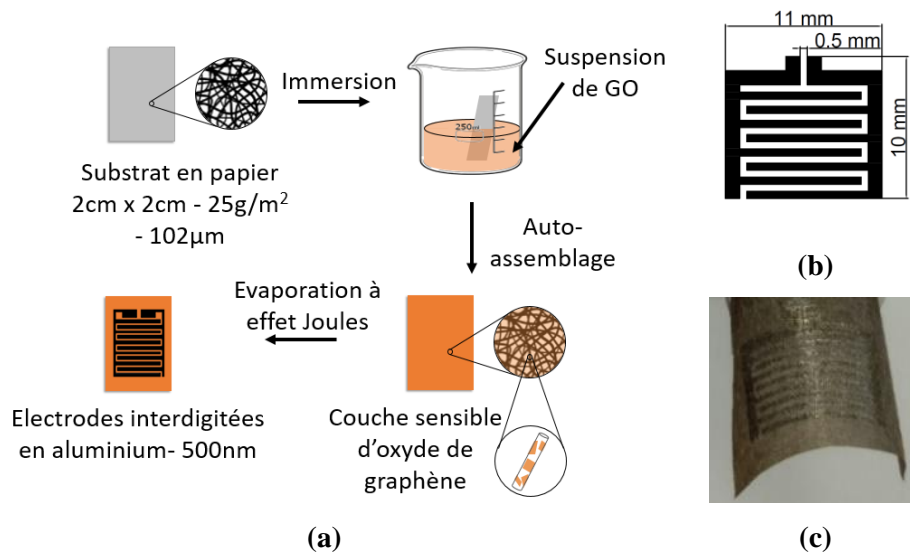 Immersion
Suspension
de GO
250ml
Substrat en papier
2cm x 2cm - 25g/m²
- 102µm
Auto-
assemblage
Evaporation à
effet Joules
Electrodes interdigitées
en aluminium- 500nm
Couche sensible
d'oxyde de
graphène
(a)
11 mm
0.5 mm
10 mm
(b)
(c)